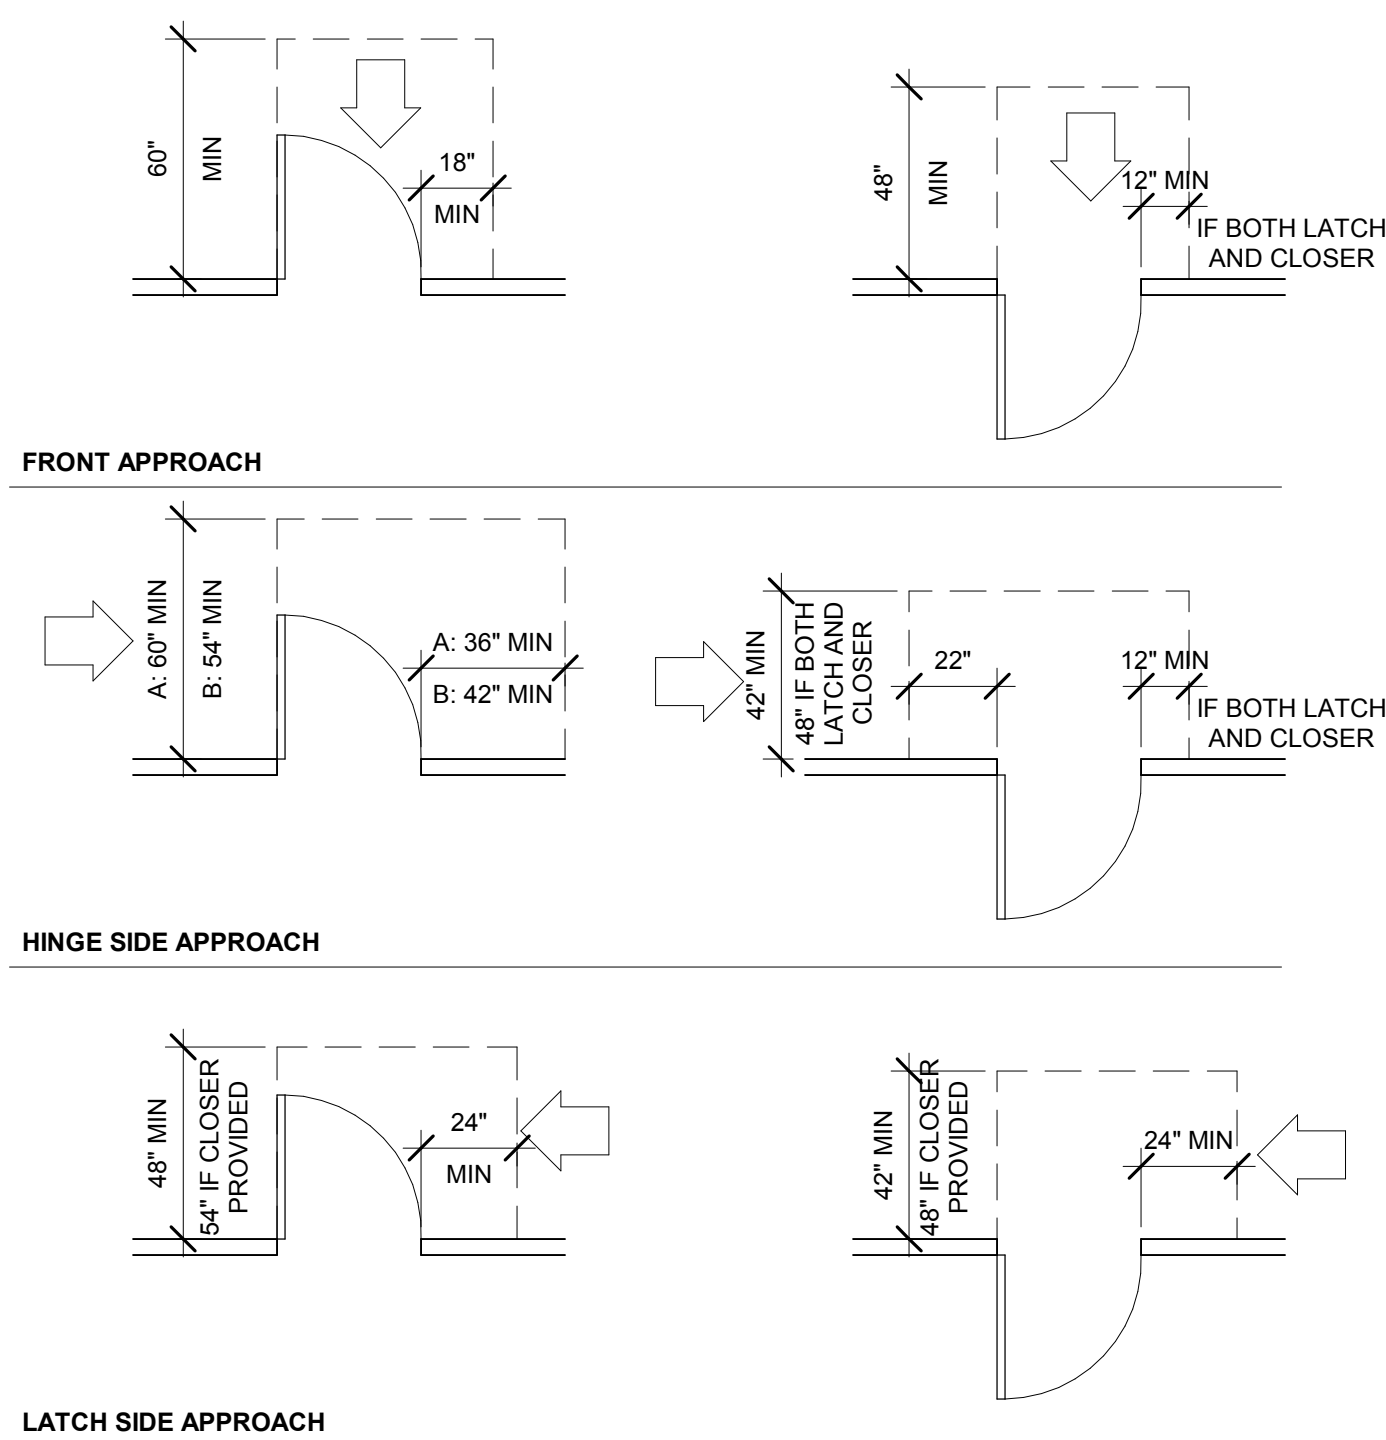 60"
MIN
18"
MIN
48"
MIN
12" MIN
IF BOTH LATCH
AND CLOSER
FRONT APPROACH
A: 60" MIN
B: 54" MIN
A: 36" MIN
B: 42" MIN
42" MIN
48" IF BOTH
LATCH AND
CLOSER
22"
12" MIN
IF BOTH LATCH
AND CLOSER
HINGE SIDE APPROACH
48" MIN
54" IF CLOSER
PROVIDED
24"
MIN
42" MIN
48" IF CLOSER
PROVIDED
24" MIN
LATCH SIDE APPROACH